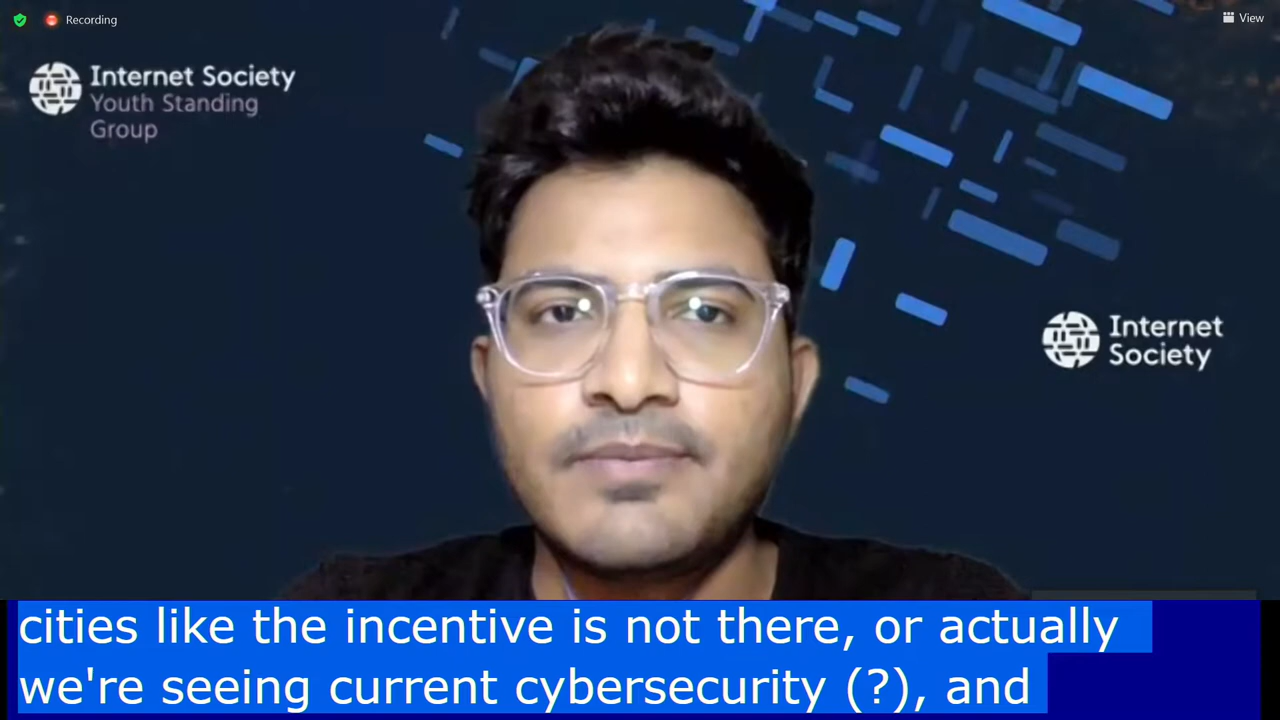 Recording
View
Internet Society
Youth Standing
Group
Internet
Society
cities like the incentive is not there, or actually
we're seeing current cybersecurity (?), and